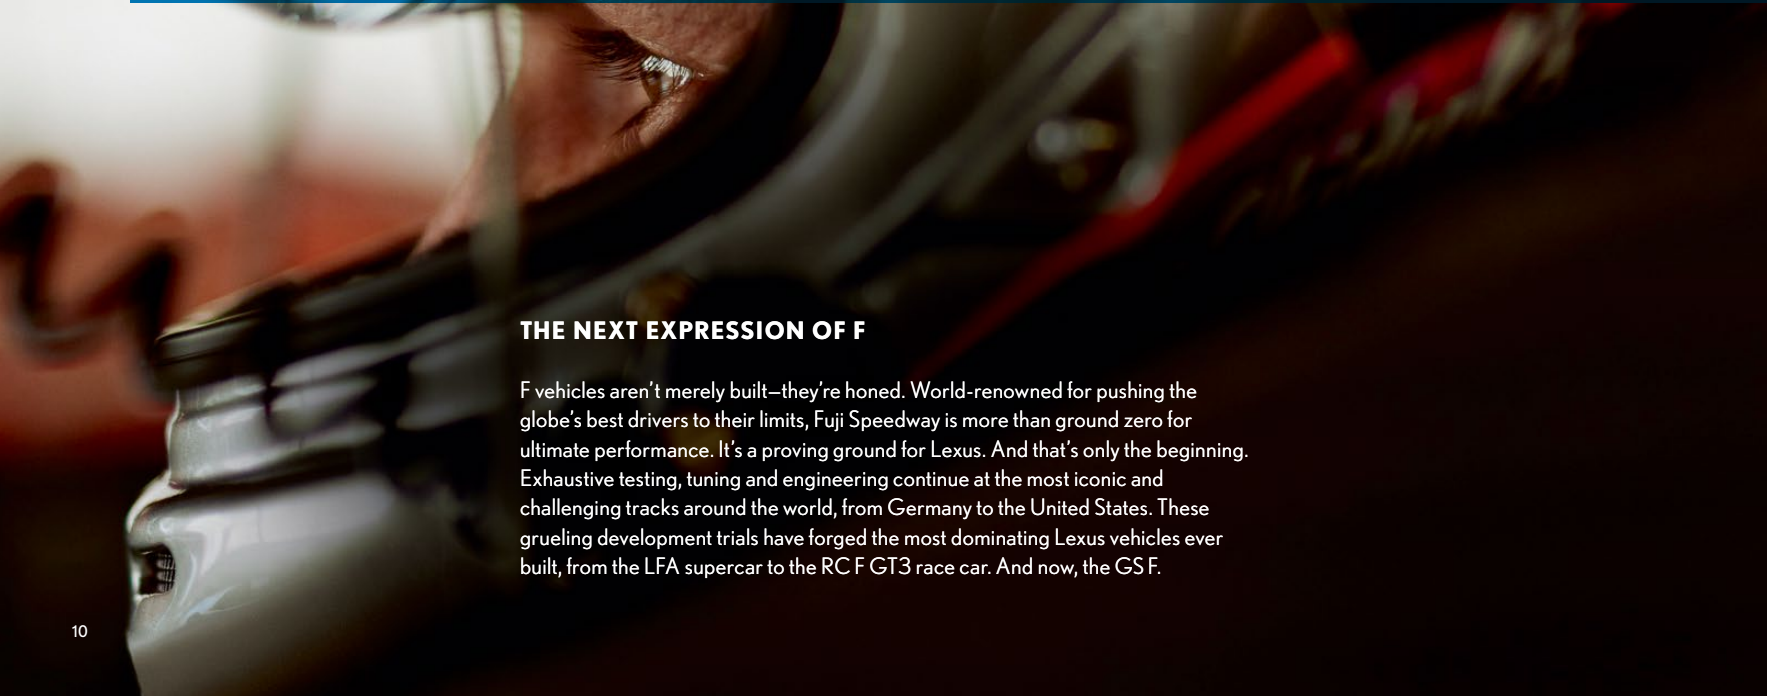 THE NEXT EXPRESSION OF F
F vehicles aren't merely built—they're honed. World-renowned for pushing the
globe's best drivers to their limits, Fuji Speedway is more than ground zero for
ultimate performance. It's a proving ground for Lexus. And that's only the beginning.
Exhaustive testing, tuning and engineering continue at the most iconic and
challenging tracks around the world, from Germany to the United States. These
grueling development trials have forged the most dominating Lexus vehicles ever
built, from the LFA supercar to the RC F GT3 race car. And now, the GS F.
10